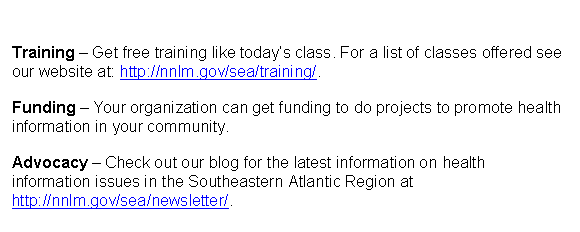 Training – Get free training like today's class. For a list of classes offered see
our website at: http://nnlm.gov/sea/training/.
Funding – Your organization can get funding to do projects to promote health
information in your community.
Advocacy – Check out our blog for the latest information on health
information issues in the Southeastern Atlantic Region at
http://nnlm.gov/sea/newsletter/.